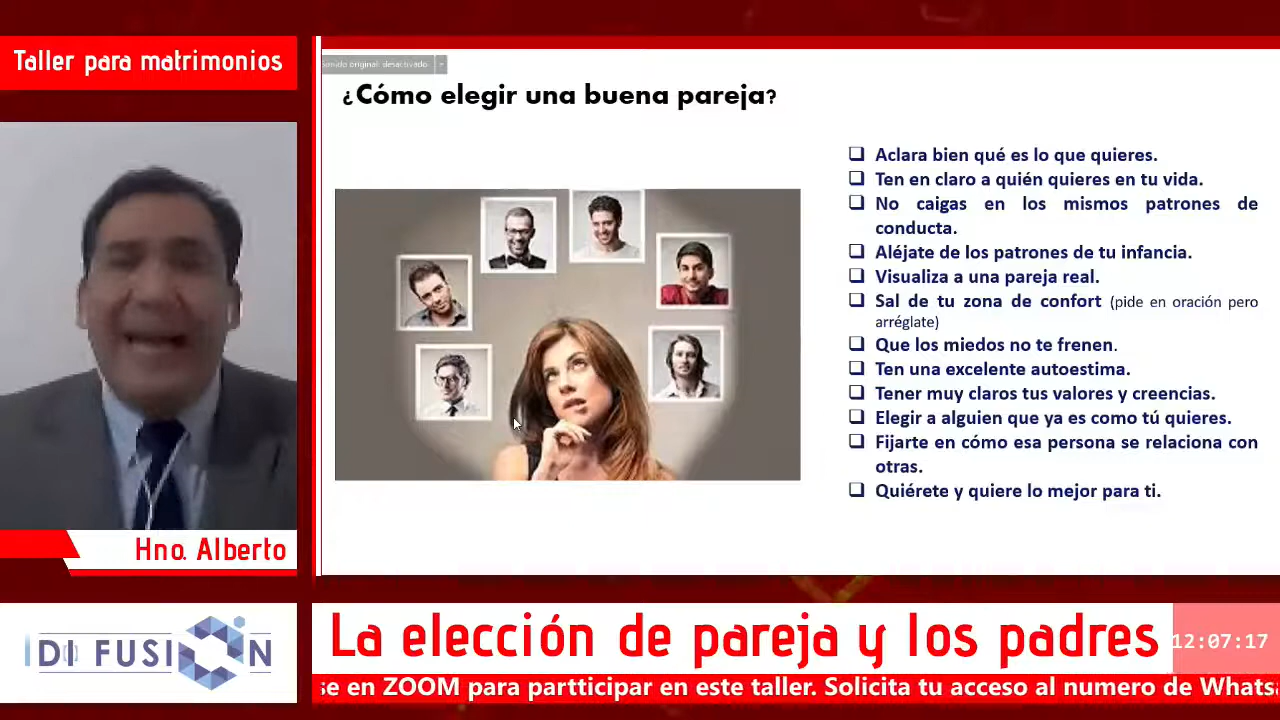 Taller para matrimonios
sonido original: desactivado
¿Cómo elegir una buena pareja?
❑ Aclara bien qué es lo que quieres.
❑ Ten en claro a quién quieres en tu vida.
❑ No caigas en los mismos patrones de
conducta.
❑ Aléjate de los patrones de tu infancia.
❑ Visualiza a una pareja real.
❑ Sal de tu zona de confort (pide en oración pero
arréglate)
❑ Que los miedos no te frenen.
❑ Ten una excelente autoestima.
❑ Tener muy claros tus valores y creencias.
❑ Elegir a alguien que ya es como tú quieres.
❑ Fijarte en cómo esa persona se relaciona con
otras.
❑ Quiérete y quiere lo mejor para ti.
Hno. Alberto
DIFUSIÓN
La elección de pareja y los padres
12:07:17
se en ZOOM para partticipar en este taller. Solicita tu acceso al numero de Whatsa